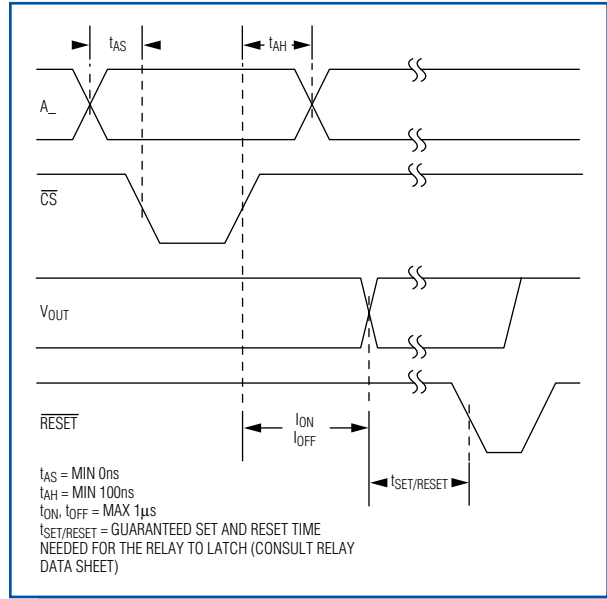 tAS
tAH
A_
CS
VOUT
RESET
ION
IOFF
tSET/RESET
tAS = MIN 0ns
tAH = MIN 100ns
tON, tOFF = MAX 1µs
tSET/RESET = GUARANTEED SET AND RESET TIME
NEEDED FOR THE RELAY TO LATCH (CONSULT RELAY
DATA SHEET)